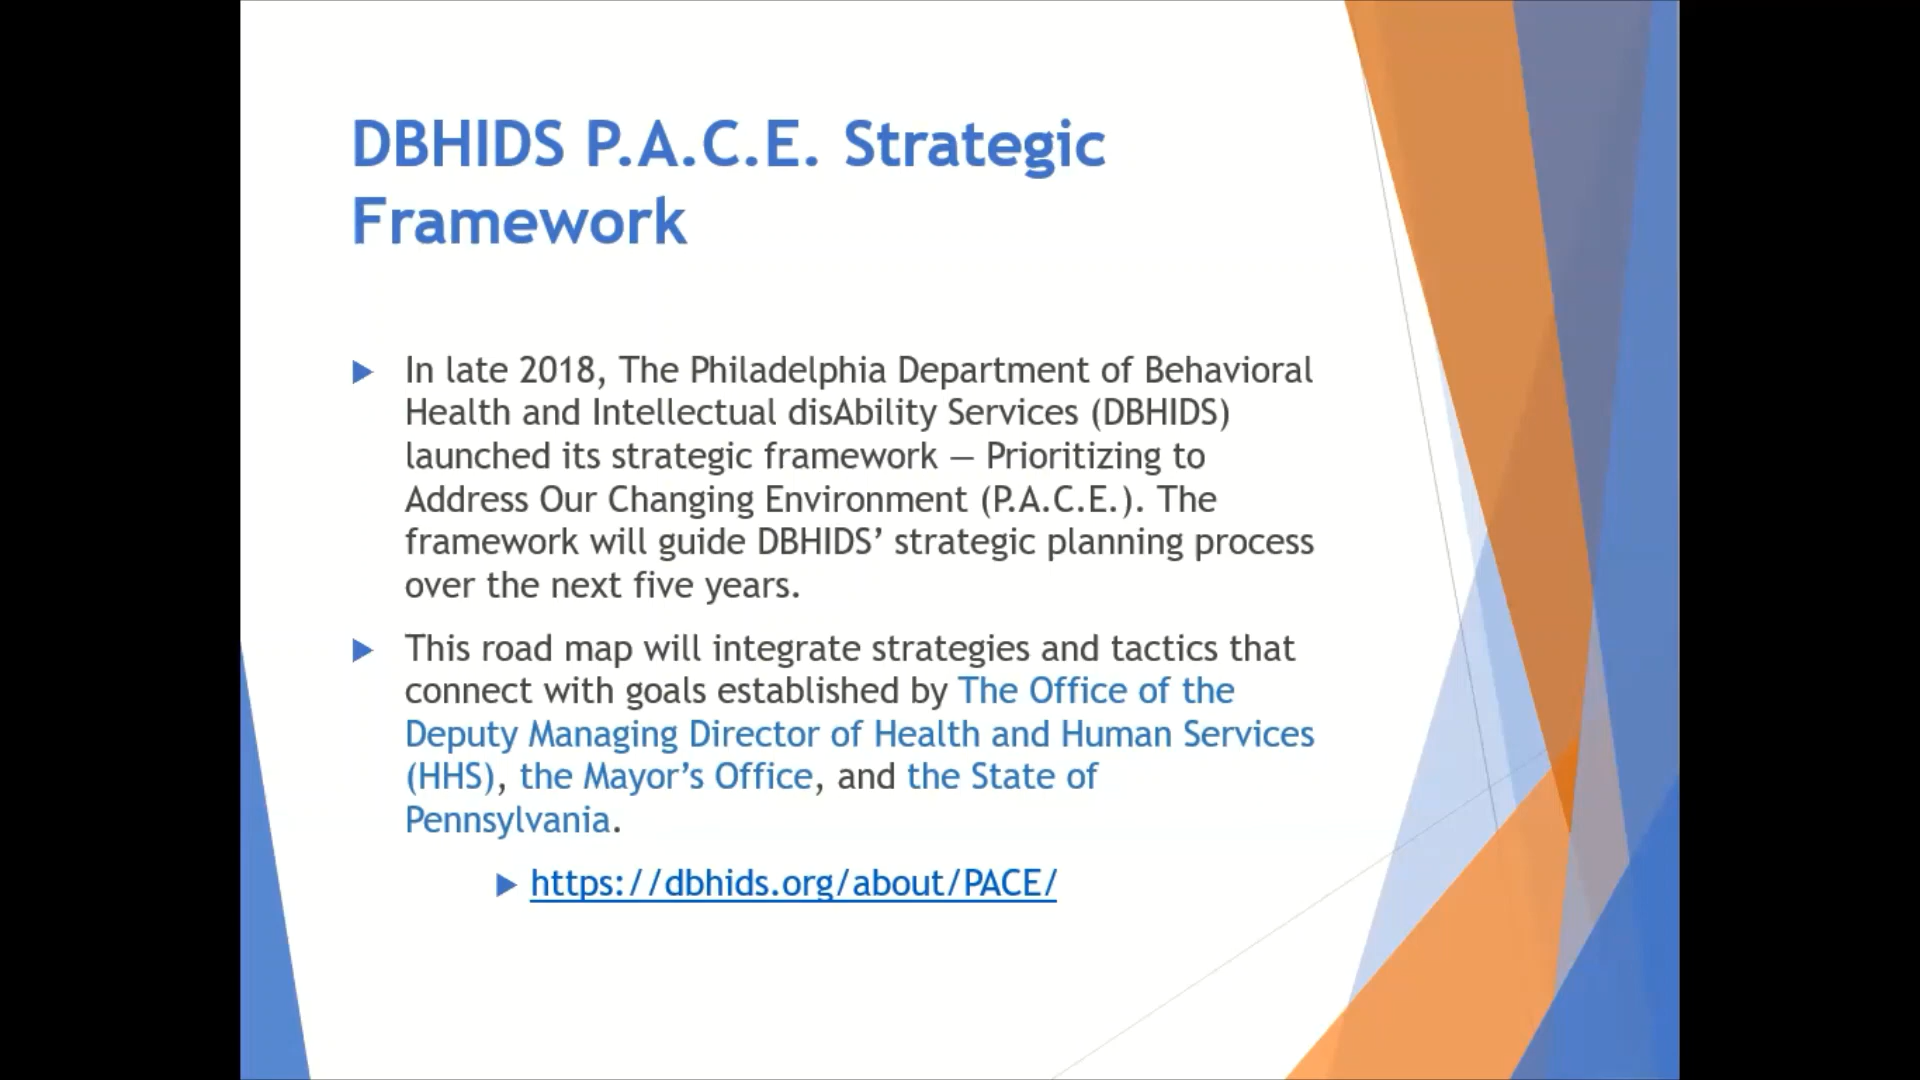 DBHIDS P.A.C.E. Strategic
Framework
In late 2018, The Philadelphia Department of Behavioral
Health and Intellectual disAbility Services (DBHIDS)
launched its strategic framework — Prioritizing to
Address Our Changing Environment (P.A.C.E.). The
framework will guide DBHIDS’ strategic planning process
over the next five years.
This road map will integrate strategies and tactics that
connect with goals established by The Office of the
Deputy Managing Director of Health and Human Services
(HHS), the Mayor’s Office, and the State of
Pennsylvania.
https://dbhids.org/about/PACE/